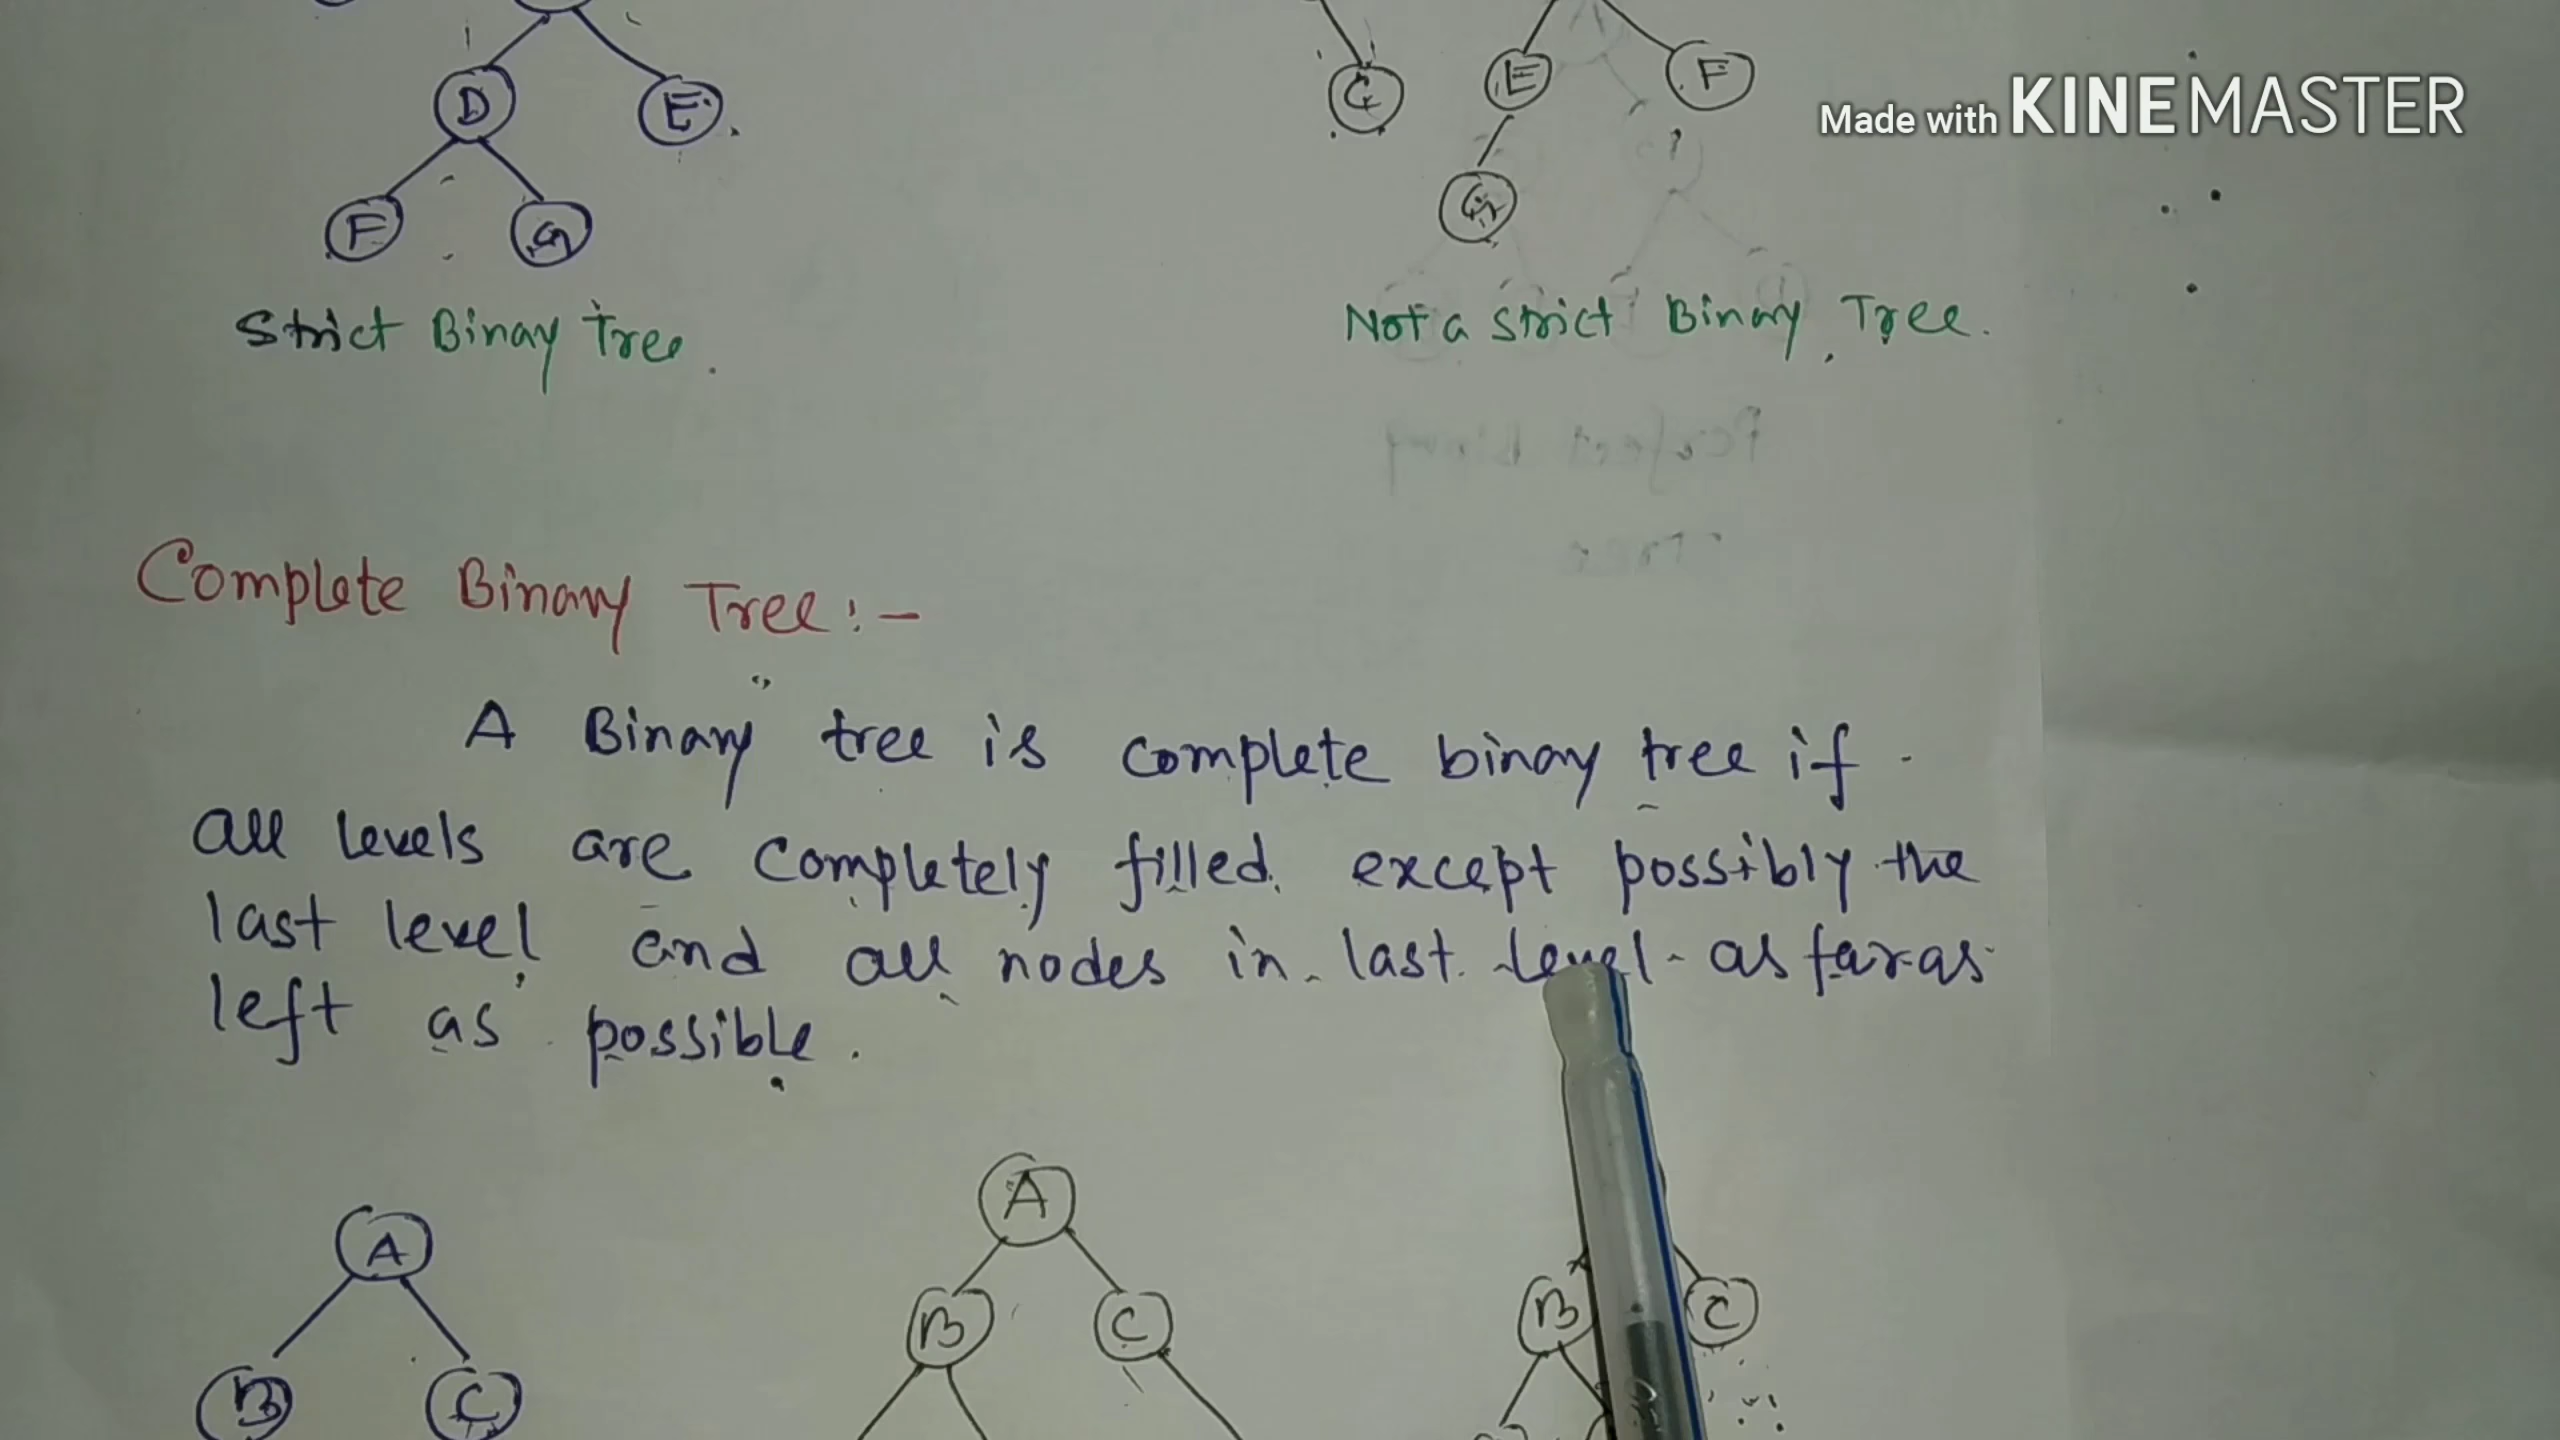 D
E
F
G
C
E
F
G
Made with KINEMASTER
Strict Binay Tree.
Not a strict Binary Tree.
Complete Binary Tree:-
A Binary tree is complete binay tree if
all levels are completely filled except possibly the
last level and all nodes in last level as far as
left as possible.
A
B
C
A
B
C
B
C